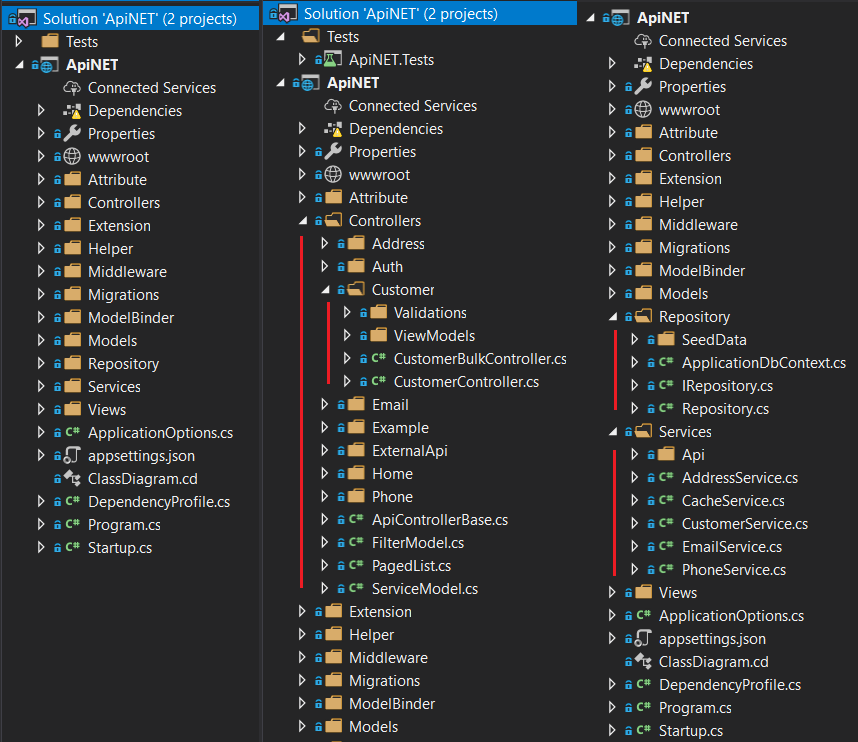 Solution 'ApiNET' (2 projects)
Tests
ApiNET
Connected Services
Dependencies
Properties
wwwroot
Attribute
Controllers
Extension
Helper
Middleware
Migrations
ModelBinder
Models
Repository
Services
Views
C# ApplicationOptions.cs
appsettings.json
ClassDiagram.cd
C# DependencyProfile.cs
C# Program.cs
C# Startup.cs
Solution 'ApiNET' (2 projects)
Tests
ApiNET.Tests
ApiNET
Connected Services
Dependencies
Properties
wwwroot
Attribute
Controllers
Address
Auth
Customer
Validations
ViewModels
C# CustomerBulkController.cs
C# CustomerController.cs
Email
Example
ExternalApi
Home
Phone
C# ApiControllerBase.cs
C# FilterModel.cs
C# PagedList.cs
C# ServiceModel.cs
Extension
Helper
Middleware
Migrations
ModelBinder
Models
ApiNET
Connected Services
Dependencies
Properties
wwwroot
Attribute
Controllers
Extension
Helper
Middleware
Migrations
ModelBinder
Models
Repository
SeedData
C# ApplicationDbContext.cs
C# IRepository.cs
C# Repository.cs
Services
Api
C# AddressService.cs
C# CacheService.cs
C# CustomerService.cs
C# EmailService.cs
C# PhoneService.cs
Views
C# ApplicationOptions.cs
appsettings.json
ClassDiagram.cd
C# DependencyProfile.cs
C# Program.cs
C# Startup.cs